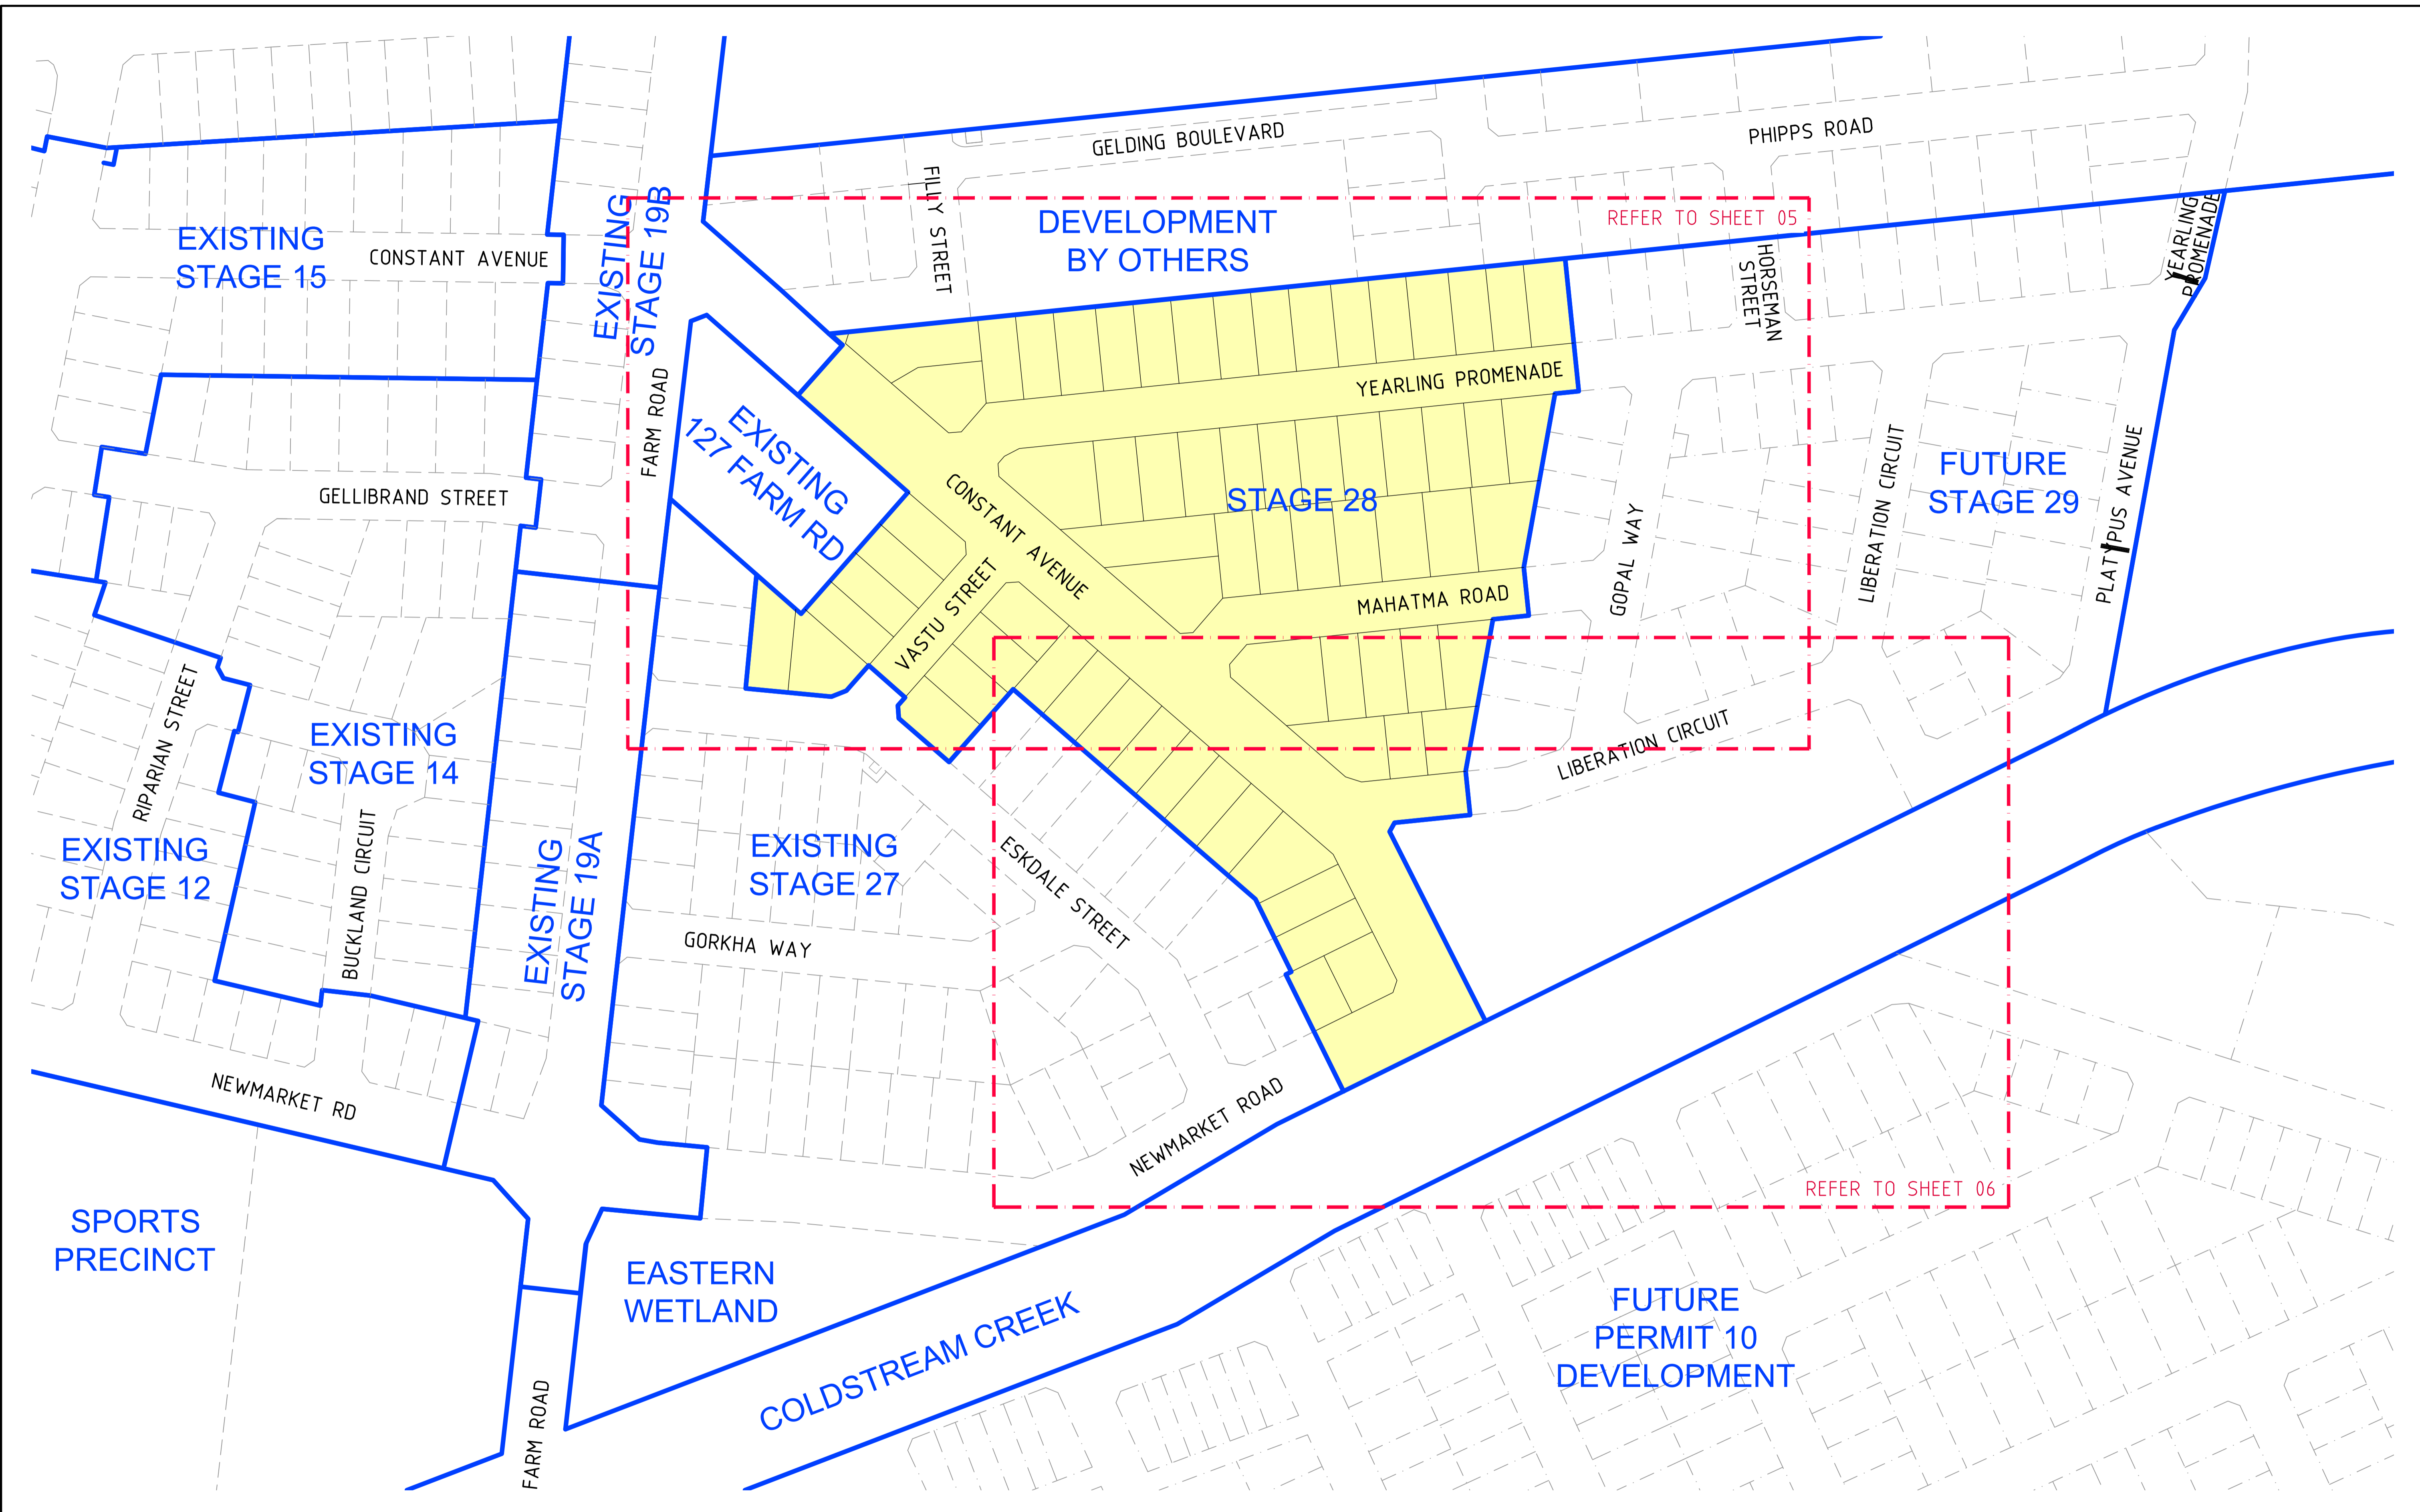 GELDING BOULEVARD
PHIPPS ROAD
FILLY STREET
EXISTING
STAGE 19B
DEVELOPMENT
BY OTHERS
REFER TO SHEET 05
YEARLING
PROMENADE
EXISTING
STAGE 15
CONSTANT AVENUE
HORSEMAN
STREET
FARM ROAD
YEARLING PROMENADE
EXISTING
127 FARM RD
GELLIBRAND STREET
CONSTANT AVENUE
STAGE 28
GOPAL WAY
LIBERATION CIRCUIT
FUTURE
STAGE 29
PLATYPUS AVENUE
VASTU STREET
MAHATMA ROAD
RIPARIAN STREET
EXISTING
STAGE 14
LIBERATION CIRCUIT
EXISTING
STAGE 12
BUCKLAND CIRCUIT
EXISTING
STAGE 19A
EXISTING
STAGE 27
ESKDALE STREET
GORKHA WAY
NEWMARKET RD
NEWMARKET ROAD
REFER TO SHEET 06
SPORTS
PRECINCT
EASTERN
WETLAND
COLDSTREAM CREEK
FUTURE
PERMIT 10
DEVELOPMENT
FARM ROAD